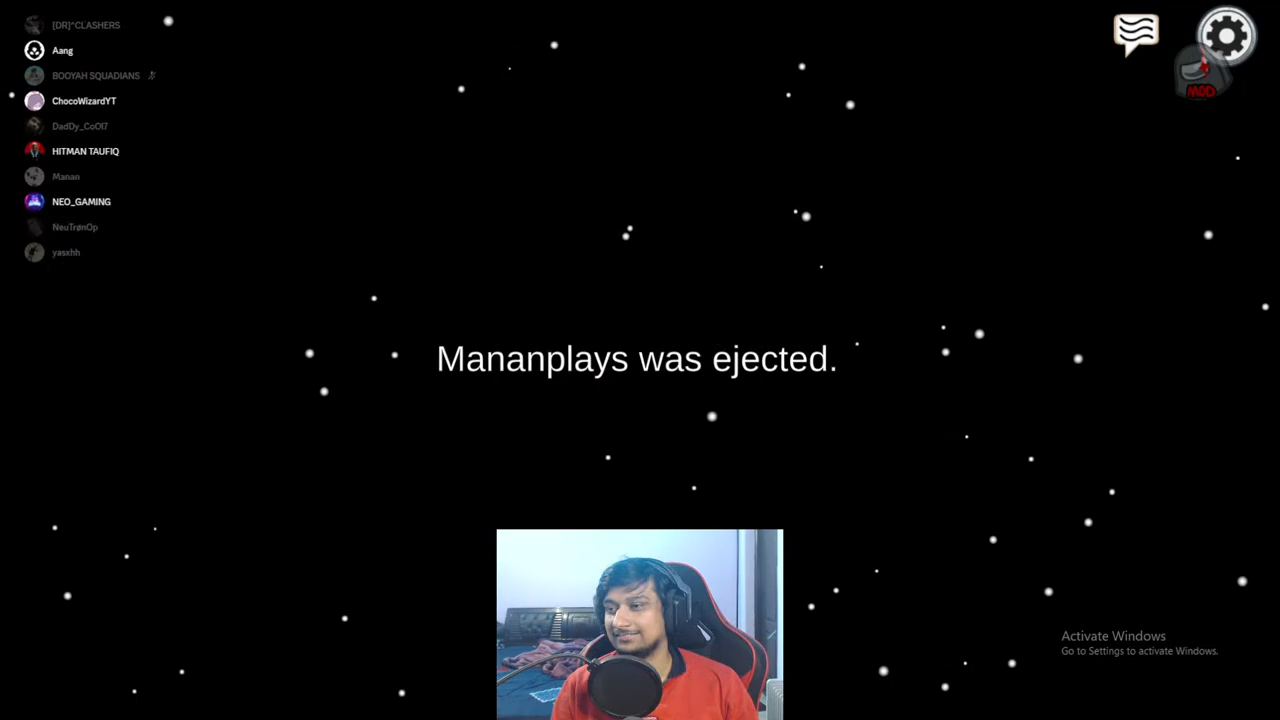 [DR]^CLASHERS
Aang
BOOYAH SQUADIANS
ChocoWizardYT
DadDy_CoOl7
HITMAN TAUFIQ
Manan
NEO_GAMING
NeuTrønOp
yasxhh
MOD
Mananplays was ejected.
Activate Windows
Go to Settings to activate Windows.